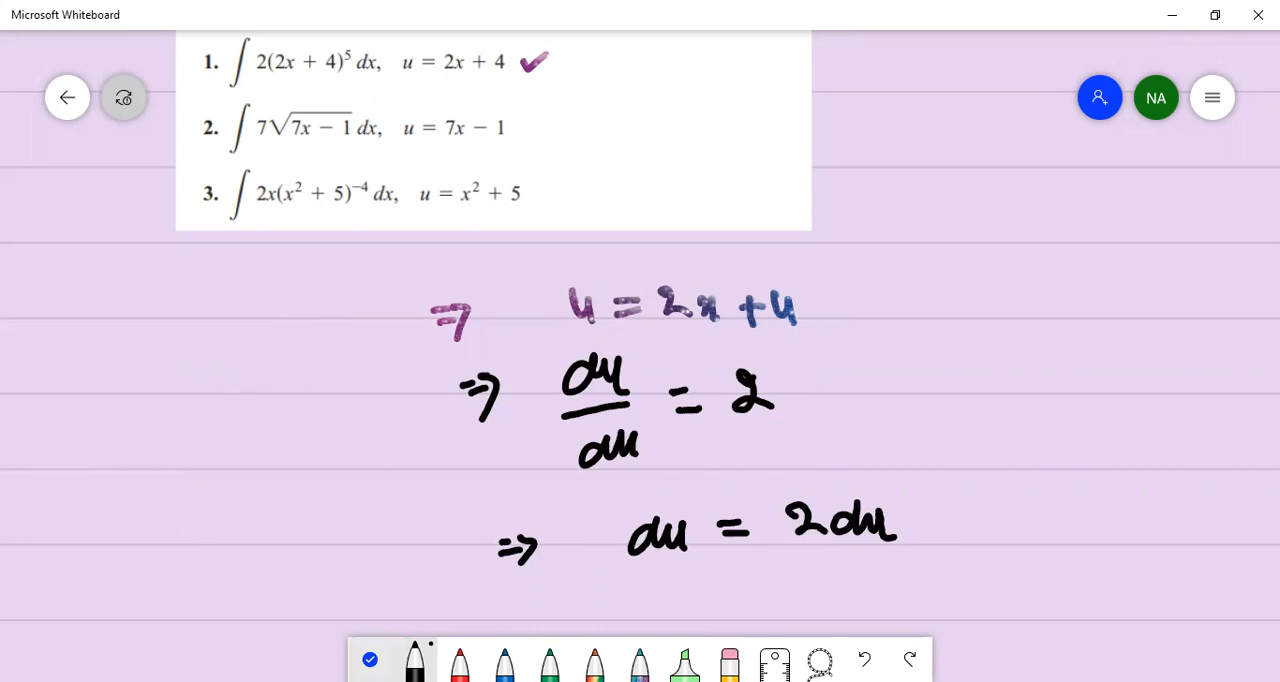 Microsoft Whiteboard
1. ∫ 2(2x + 4)⁵ dx, u = 2x + 4 ✓
2. ∫ 7√(7x − 1) dx, u = 7x − 1
NA
3. ∫ 2x(x² + 5)⁻⁴ dx, u = x² + 5
⇒ u = 2x + 4
⇒ du/dx = 2
⇒ du = 2dx